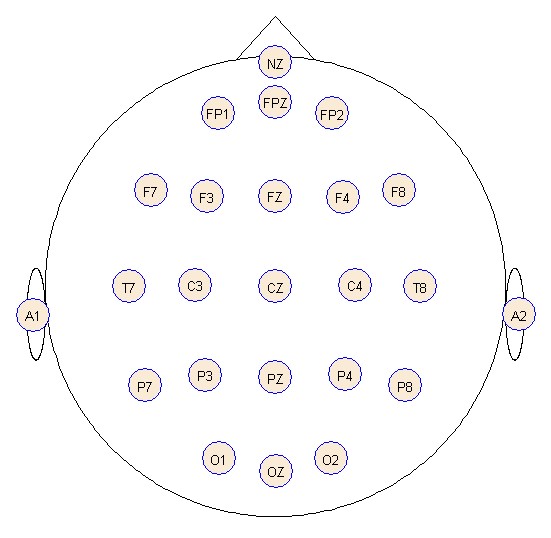 NZ
FP1 FPZ FP2
F7 F3 FZ F4 F8
T7 C3 CZ C4 T8
A1 A2
P7 P3 PZ P4 P8
O1 OZ O2